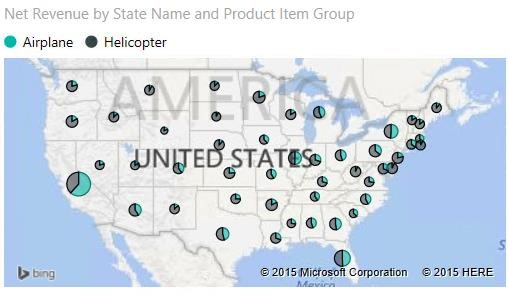 Net Revenue by State Name and Product Item Group
Airplane Helicopter
AMERICA
UNITED STATES
bing
© 2015 Microsoft Corporation © 2015 HERE
Mexico